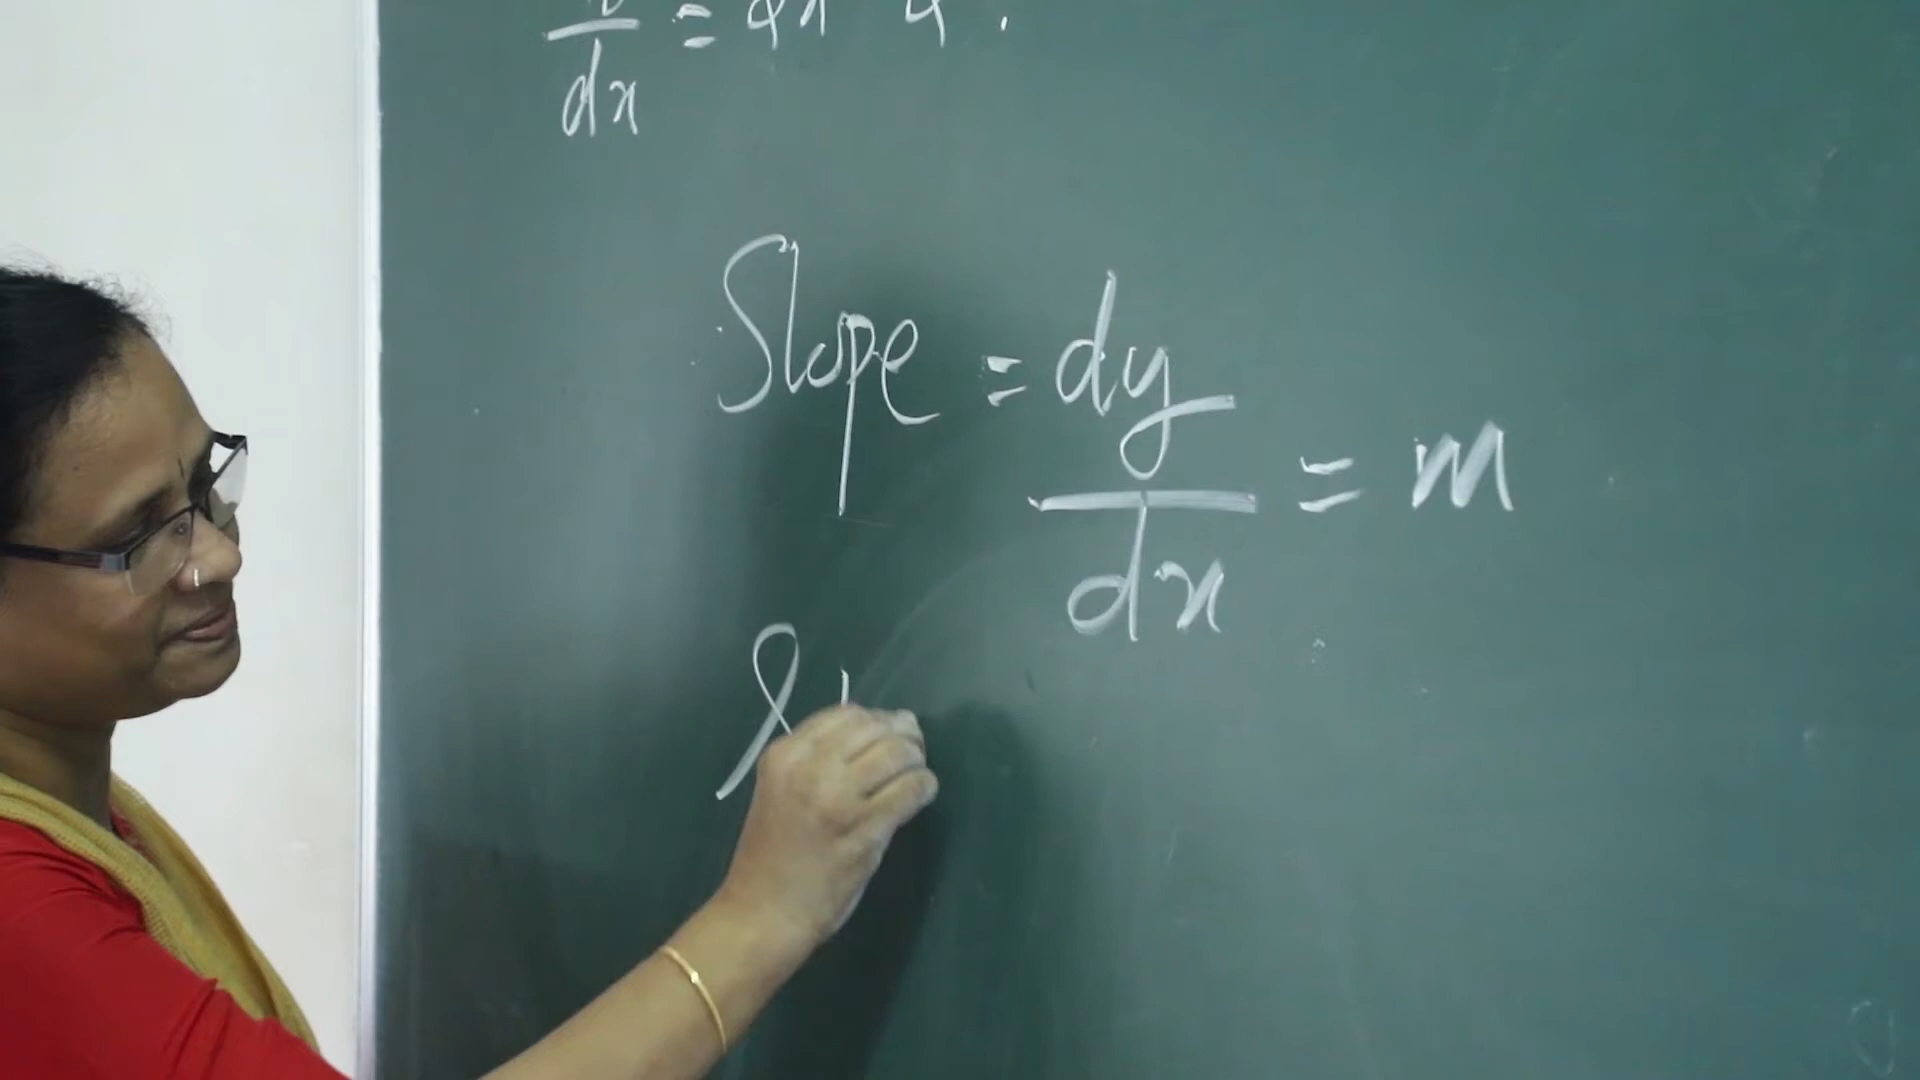 dx
Slope = dy/dx = m